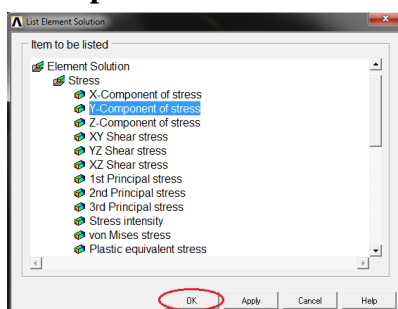 List Element Solution
Item to be listed
Element Solution
Stress
X-Component of stress
Y-Component of stress
Z-Component of stress
XY Shear stress
YZ Shear stress
XZ Shear stress
1st Principal stress
2nd Principal stress
3rd Principal stress
Stress intensity
von Mises stress
Plastic equivalent stress
OK Apply Cancel Help